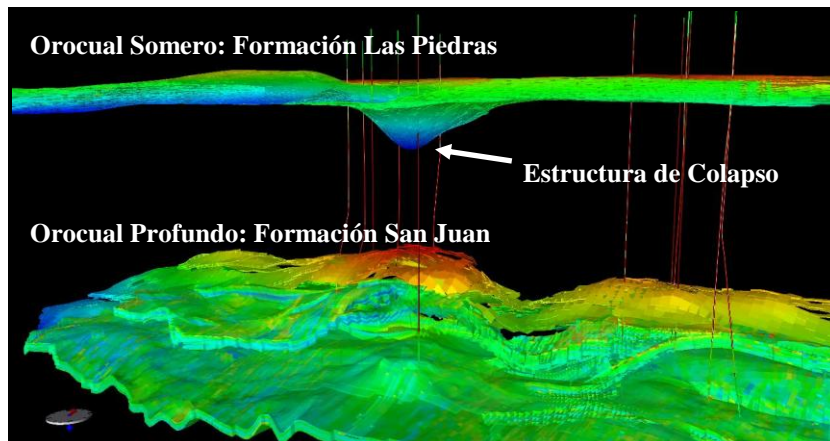 Orocual Somero: Formación Las Piedras
Estructura de Colapso
Orocual Profundo: Formación San Juan